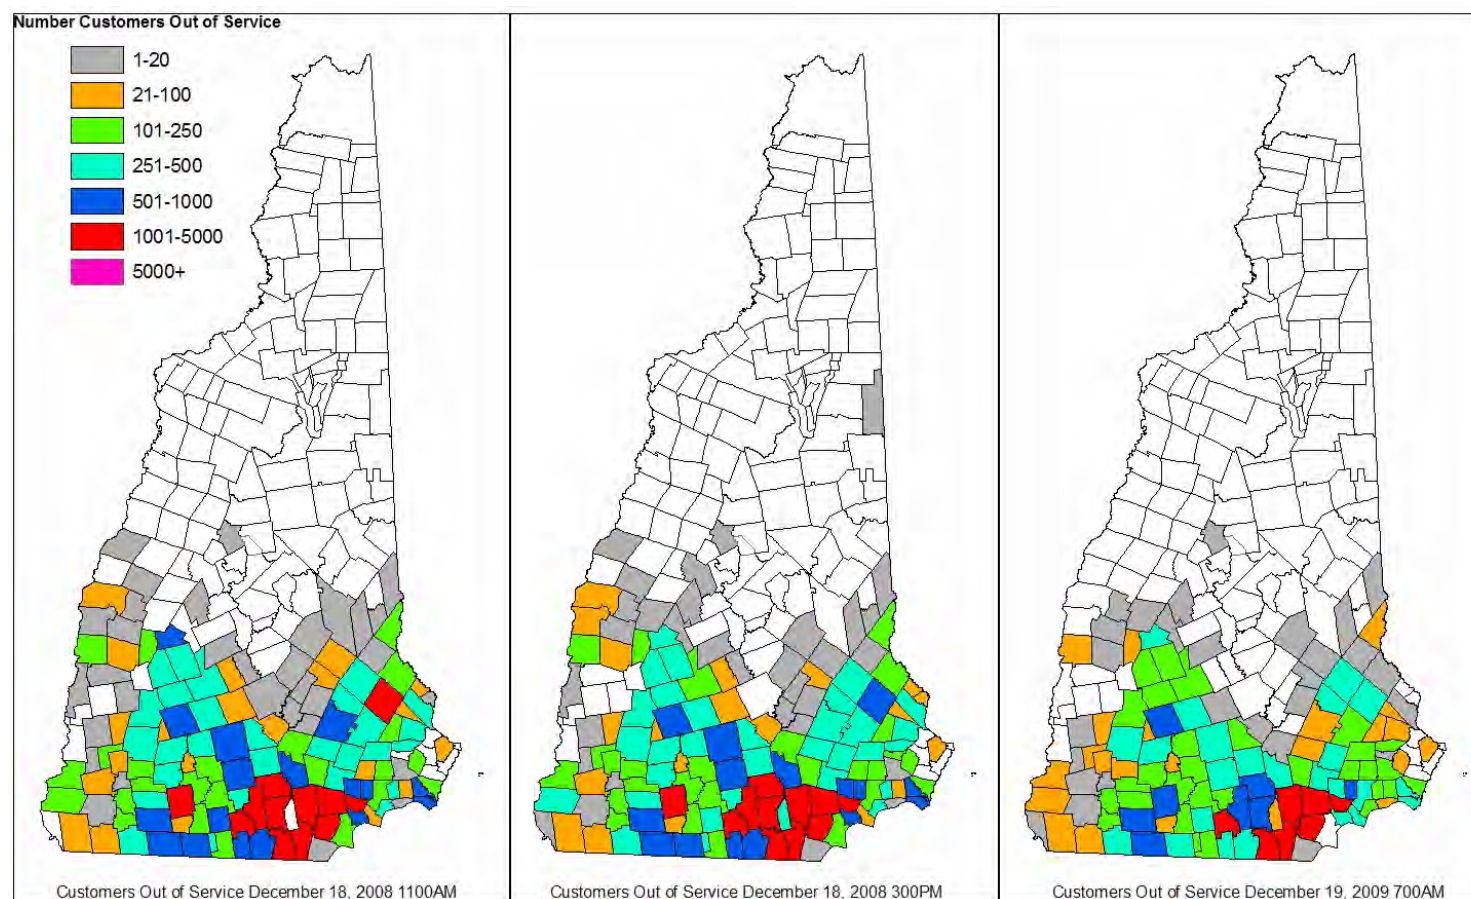 Number Customers Out of Service
1-20
21-100
101-250
251-500
501-1000
1001-5000
5000+
Customers Out of Service December 18, 2008 1100AM
Customers Out of Service December 18, 2008 300PM
Customers Out of Service December 19, 2009 700AM